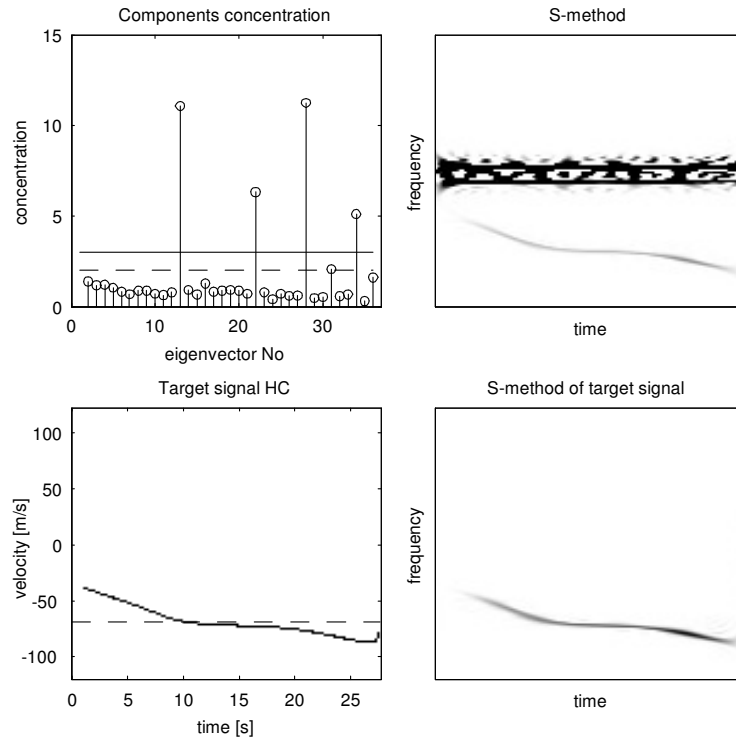 Components concentration
15
10
5
0
concentration
0
10
20
30
eigenvector No
S-method
frequency
time
Target signal HC
100
50
0
-50
-100
velocity [m/s]
0
5
10
15
20
25
time [s]
S-method of target signal
frequency
time